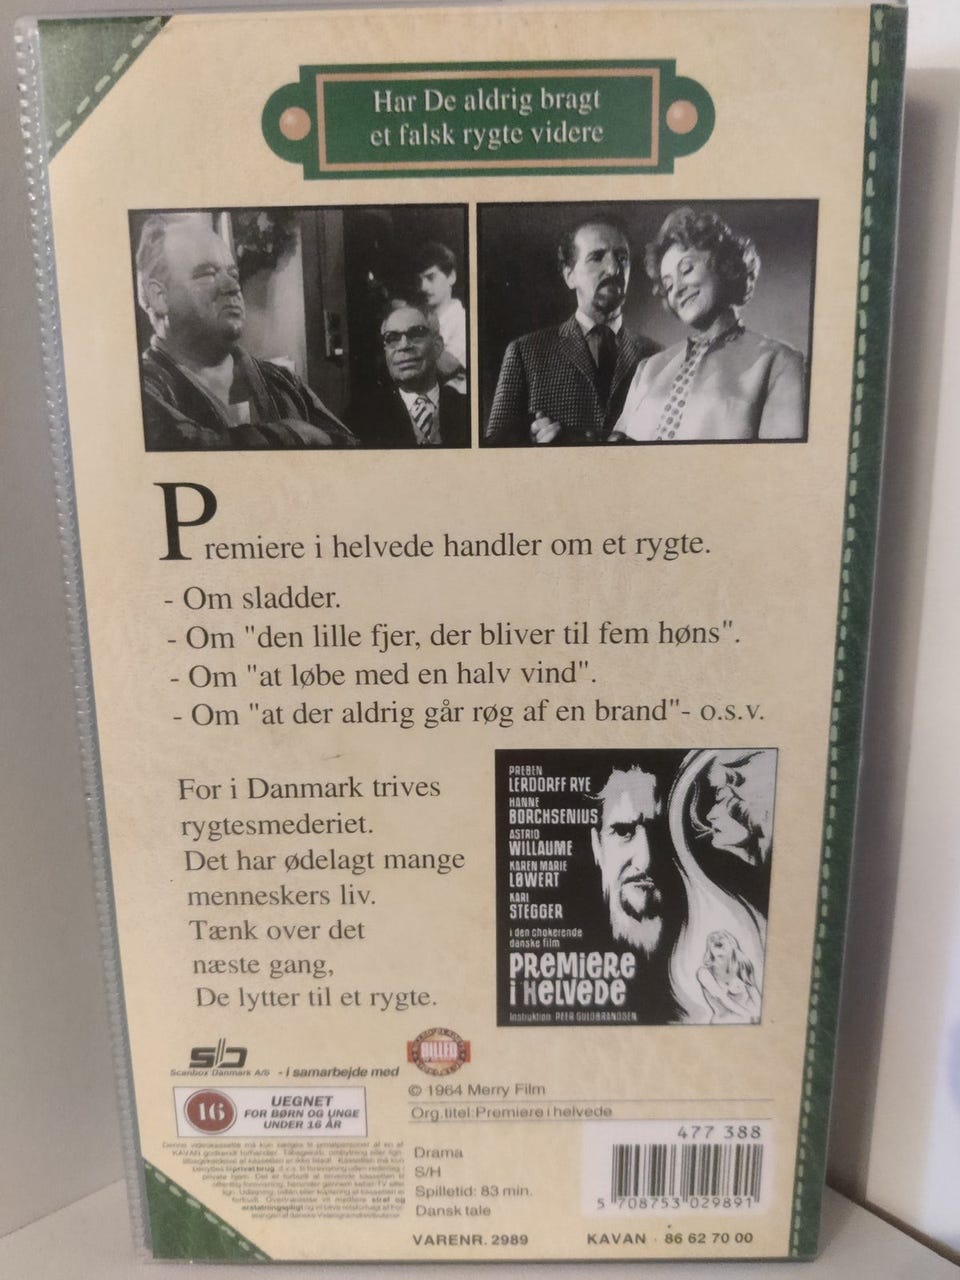 Har De aldrig bragt
et falsk rygte videre
Premiere i helvede handler om et rygte.
- Om sladder.
- Om "den lille fjer, der bliver til fem høns".
- Om "at løbe med en halv vind".
- Om "at der aldrig går røg af en brand"- o.s.v.
For i Danmark trives
rygtesmederiet.
Det har ødelagt mange
menneskers liv.
Tænk over det
næste gang,
De lytter til et rygte.
PREBEN
LERDORFF RYE
HANNE
BORCHSENIUS
ASTRID
WILLAUME
KAREN MARIE
LØWERT
KARL
STEGGER
i den chokerende
danske film
PREMIERE
i HELVEDE
Instruktion: PEER GULDBRANDSEN
Scanbox Danmark A/S - i samarbejde med
BILLED
© 1964 Merry Film
Org.titel: Premiere i helvede
16
UEGNET
FOR BØRN OG UNGE
UNDER 16 ÅR
Drama
S/H
Spilletid: 83 min.
Dansk tale
477 388
5 708753 029891
VARENR. 2989
KAVAN · 86 62 70 00